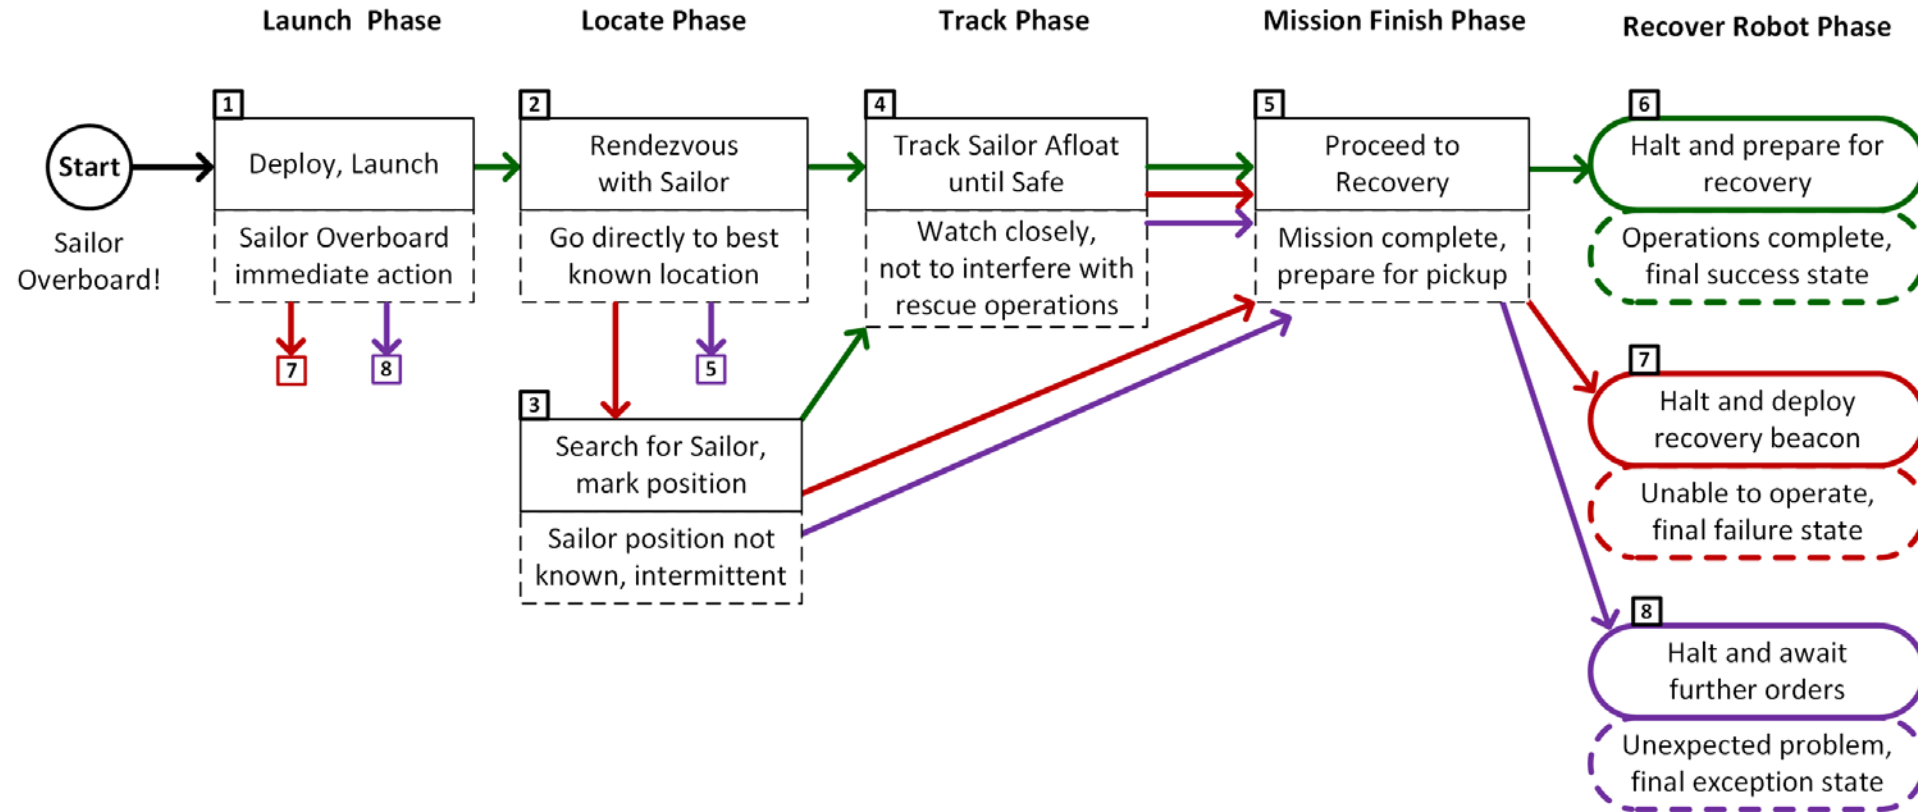 Launch  Phase
Locate Phase
Track Phase
Mission Finish Phase
Recover Robot Phase
Start
Sailor
Overboard!
1
Deploy, Launch
Sailor Overboard
immediate action
7
8
2
Rendezvous
with Sailor
Go directly to best
known location
5
3
Search for Sailor,
mark position
Sailor position not
known, intermittent
4
Track Sailor Afloat
until Safe
Watch closely,
not to interfere with
rescue operations
5
Proceed to
Recovery
Mission complete,
prepare for pickup
6
Halt and prepare for
recovery
Operations complete,
final success state
7
Halt and deploy
recovery beacon
Unable to operate,
final failure state
8
Halt and await
further orders
Unexpected problem,
final exception state